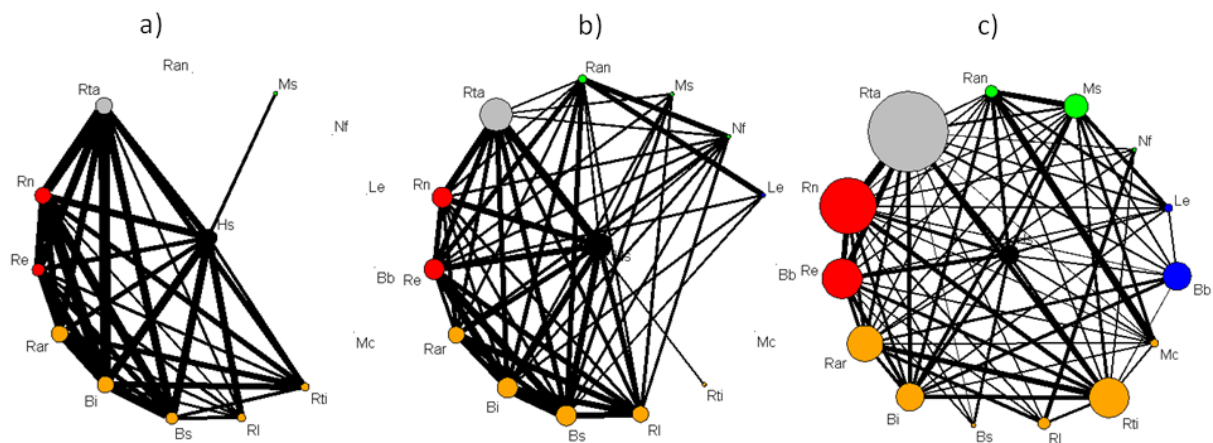 a)
Ran
Ms
Rta
Nf
Le
Rn
Hs
Re
Bb
Rar
Mc
Bi
Rti
Bs
Rl
b)
Ran
Ms
Rta
Nf
Le
Rn
Re
Bb
Rar
Mc
Bi
Rti
Bs
Rl
c)
Ran
Ms
Rta
Nf
Le
Rn
Re
Bb
Rar
Mc
Bi
Rti
Bs
Rl